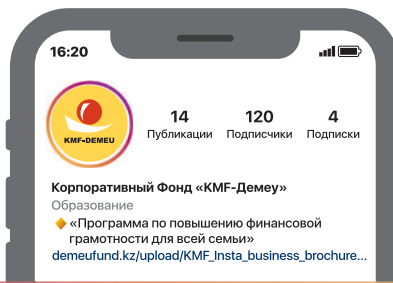 16:20
KMF-DEMEU
14 120 4
Публикации Подписчики Подписки
Корпоративный Фонд «KMF-Демеу»
Образование
«Программа по повышению финансовой
грамотности для всей семьи»
demeufund.kz/upload/KMF_Insta_business_brochure...